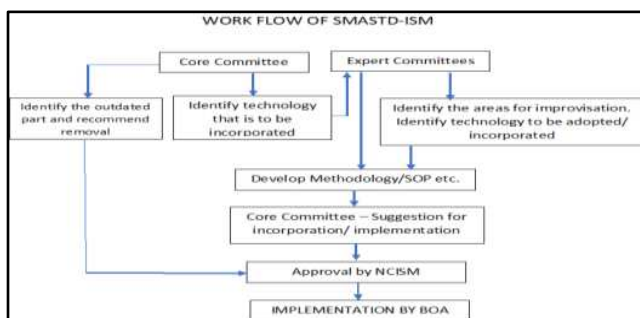 WORK FLOW OF SMASTD-ISM
Core Committee
Expert Committees
Identify the outdated
part and recommend
removal
Identify technology
that is to be
incorporated
Identify the areas for improvisation.
Identify technology to be adopted/
incorporated
Develop Methodology/SOP etc.
Core Committee – Suggestion for
incorporation/ implementation
Approval by NCISM
IMPLEMENTATION BY BOA